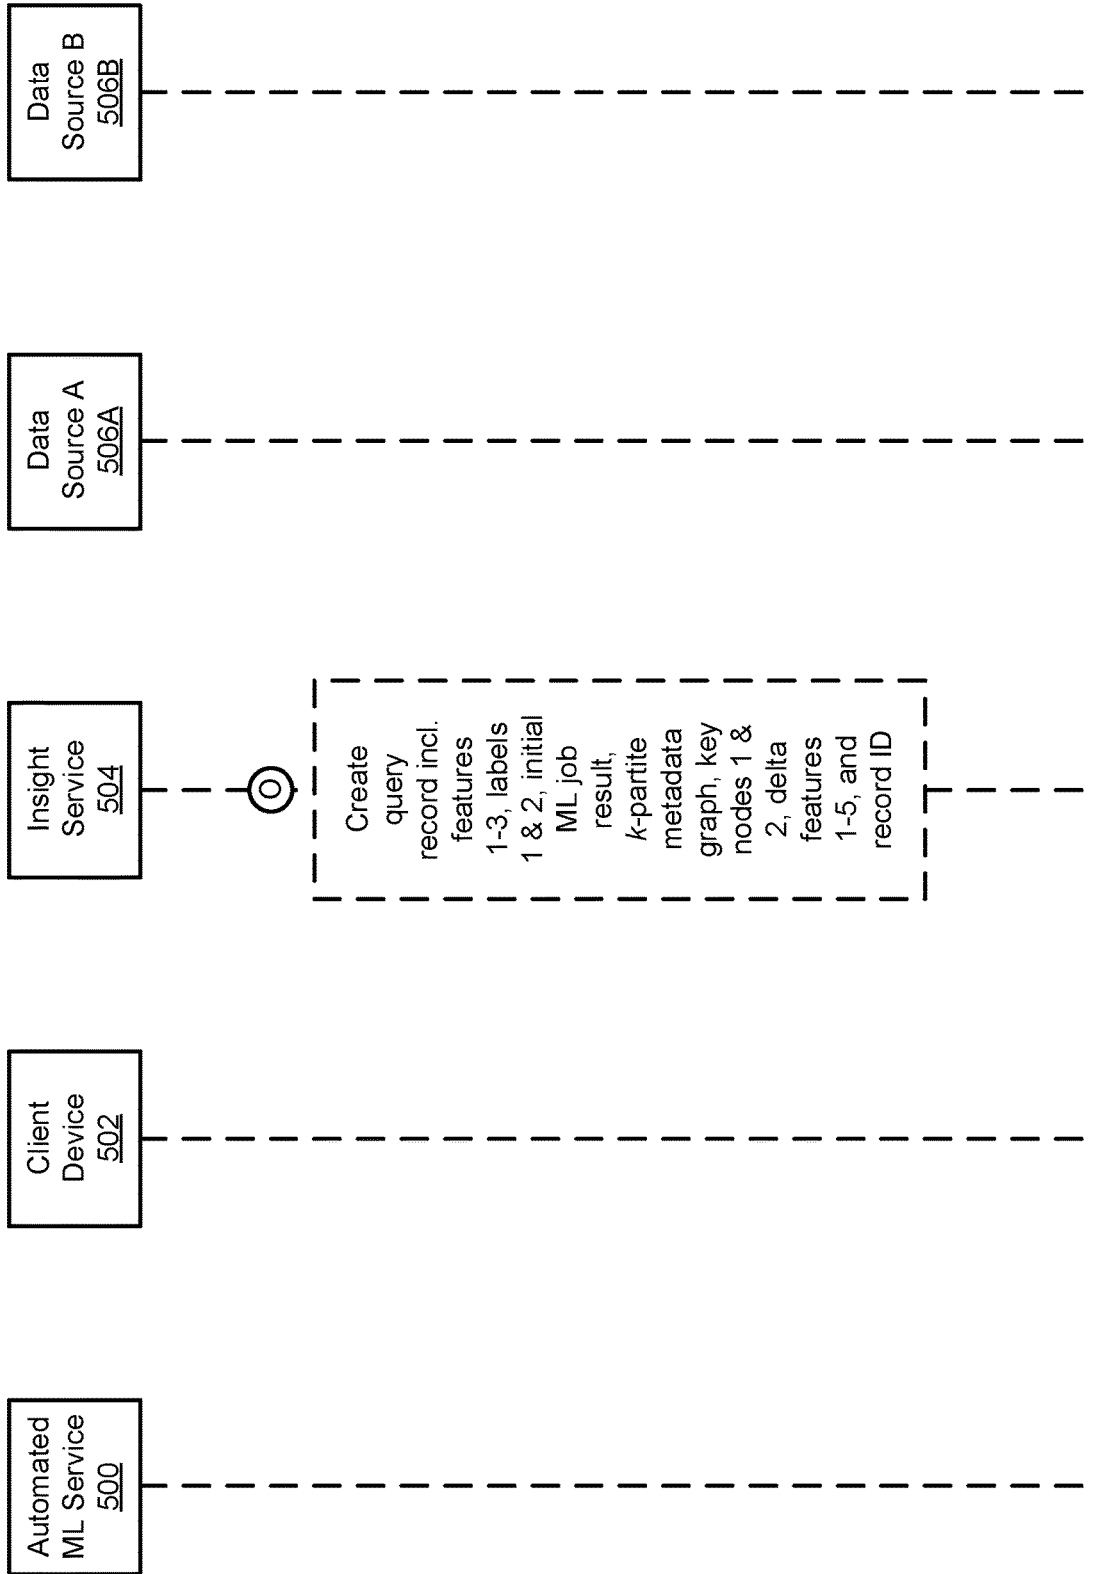 Automated
ML Service
500
Client
Device
502
Insight
Service
504
Data
Source A
506A
Data
Source B
506B
O
Create
query
record incl.
features
1-3, labels
1 & 2, initial
ML job
result,
k-partite
metadata
graph, key
nodes 1 &
2, delta
features
1-5, and
record ID